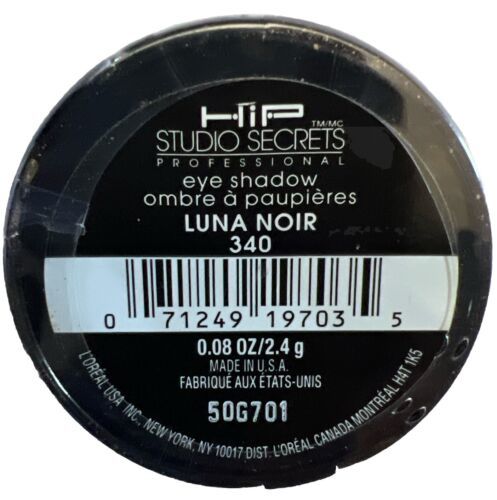 HiP
STUDIO SECRETS TM/MC
PROFESSIONAL
eye shadow
ombre à paupières
LUNA NOIR
340
0 71249 19703 5
0.08 OZ/2.4 g
MADE IN U.S.A.
FABRIQUÉ AUX ÉTATS-UNIS
50G701
L'ORÉAL USA, INC. NEW YORK, NY 10017 DIST. L'ORÉAL CANADA MONTRÉAL H4T 1K5